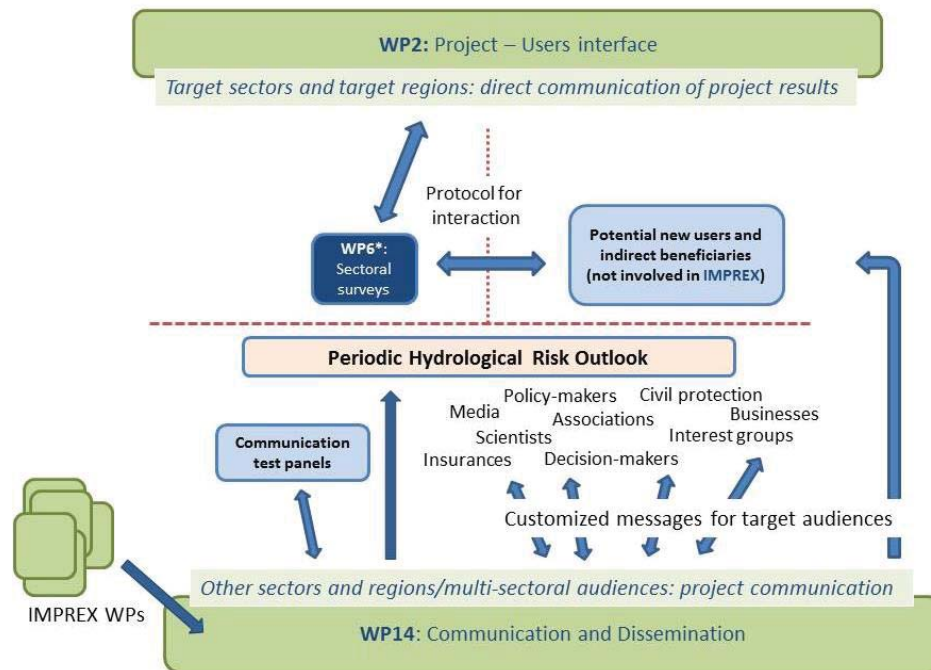 WP2: Project – Users interface
Target sectors and target regions: direct communication of project results
Protocol for
interaction
WP6*:
Sectoral
surveys
Potential new users and
indirect beneficiaries
(not involved in IMPREX)
Periodic Hydrological Risk Outlook
Communication
test panels
Policy-makers
Civil protection
Media
Associations
Businesses
Scientists
Interest groups
Insurances
Decision-makers
Customized messages for target audiences
IMPREX WPs
Other sectors and regions/multi-sectoral audiences: project communication
WP14: Communication and Dissemination